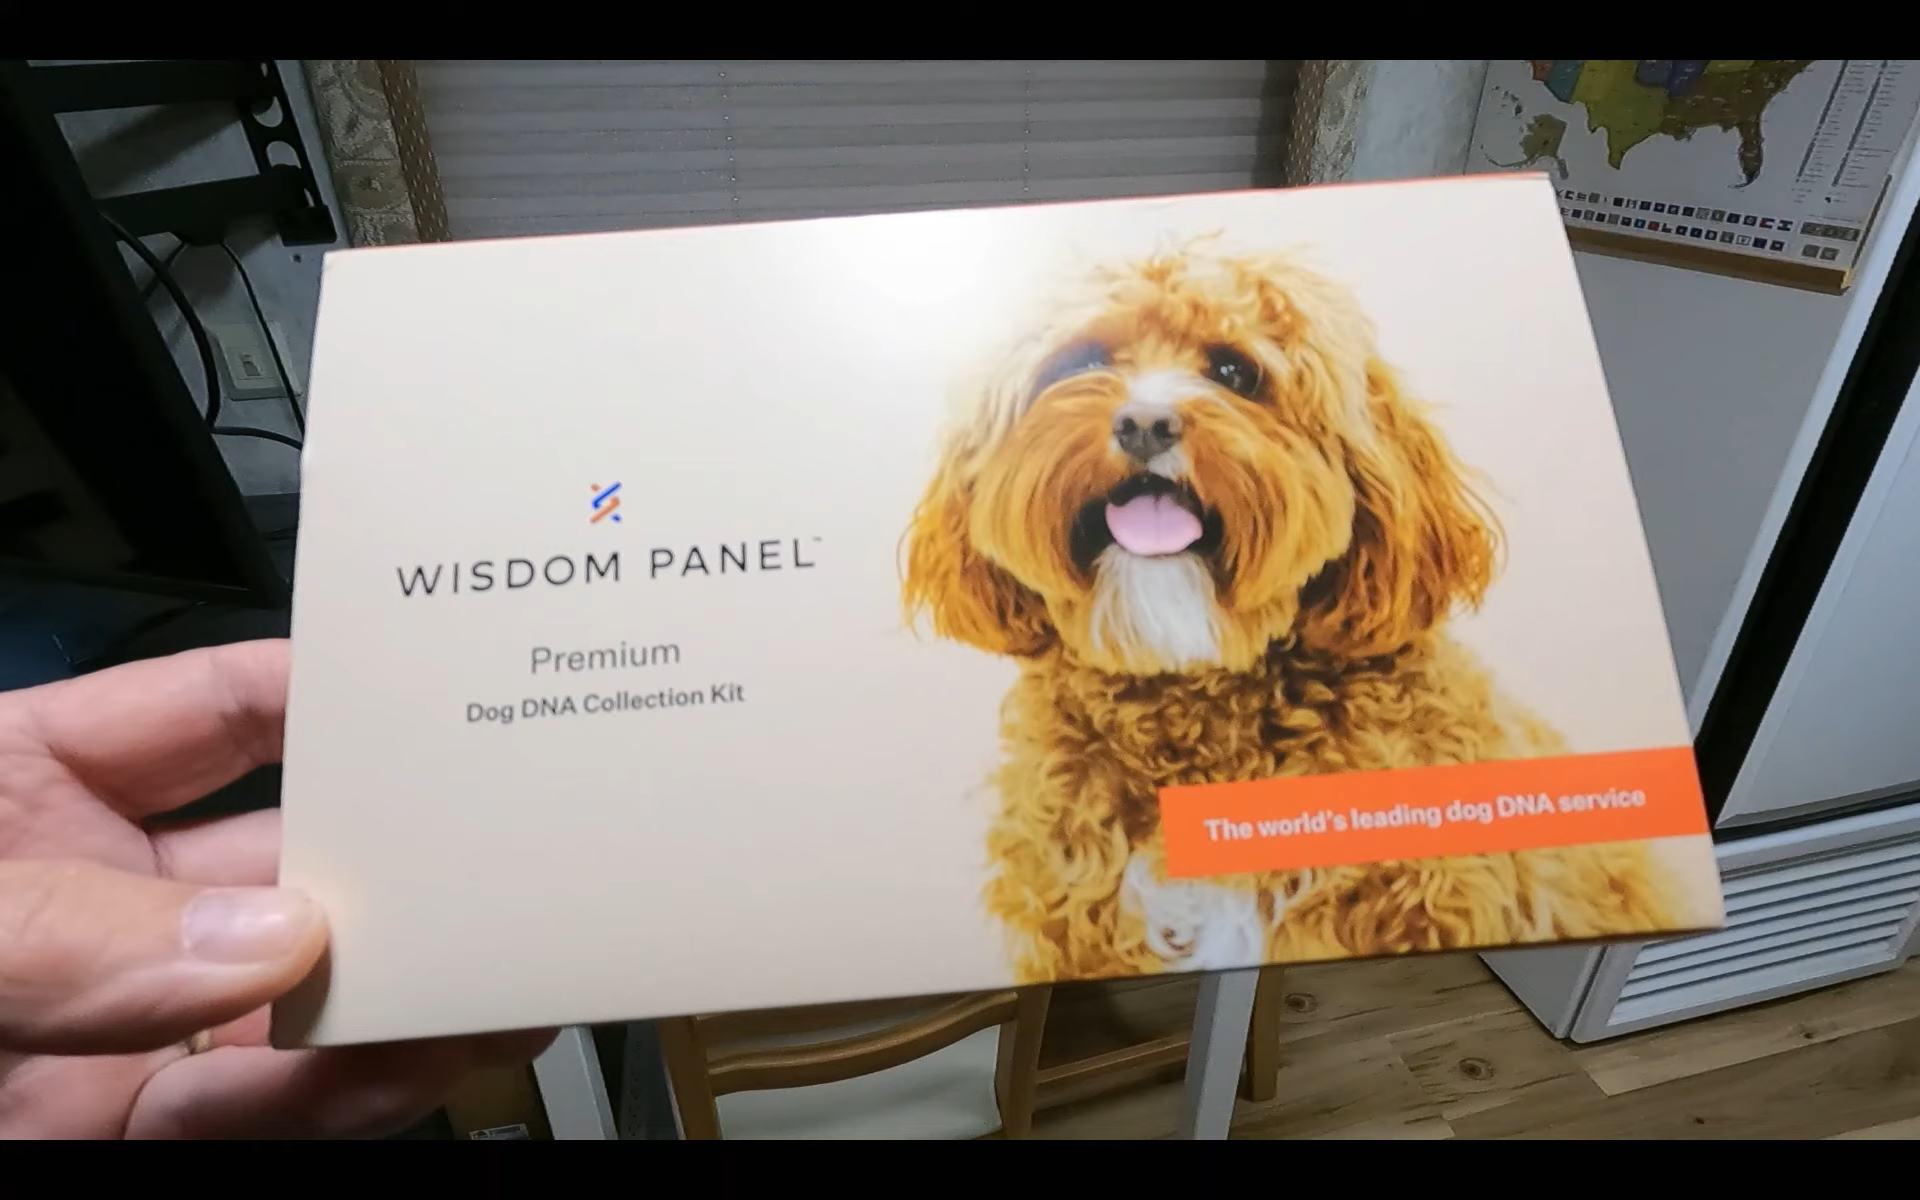 WISDOM PANEL™
Premium
Dog DNA Collection Kit
The world's leading dog DNA service